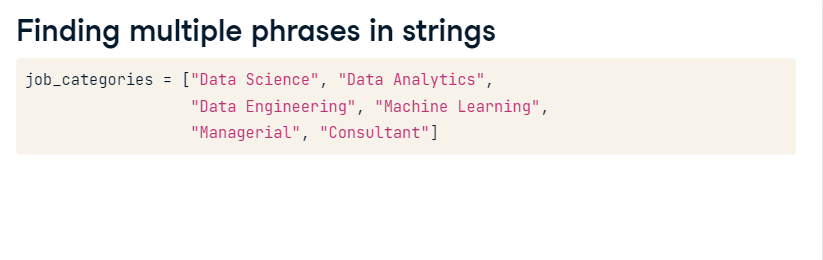 Finding multiple phrases in strings
job_categories = ["Data Science", "Data Analytics",
"Data Engineering", "Machine Learning",
"Managerial", "Consultant"]